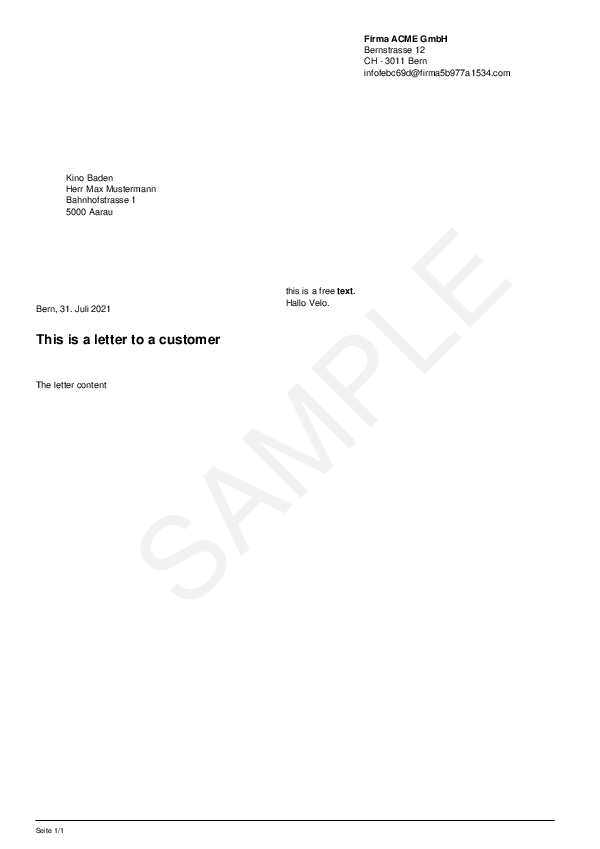 Firma ACME GmbH
Bernstrasse 12
CH - 3011 Bern
infofebc69d@firma5b977a1534.com
Kino Baden
Herr Max Mustermann
Bahnhofstrasse 1
5000 Aarau
this is a free text.
Hallo Velo.
Bern, 31. Juli 2021
This is a letter to a customer
The letter content
SAMPLE
Seite 1/1